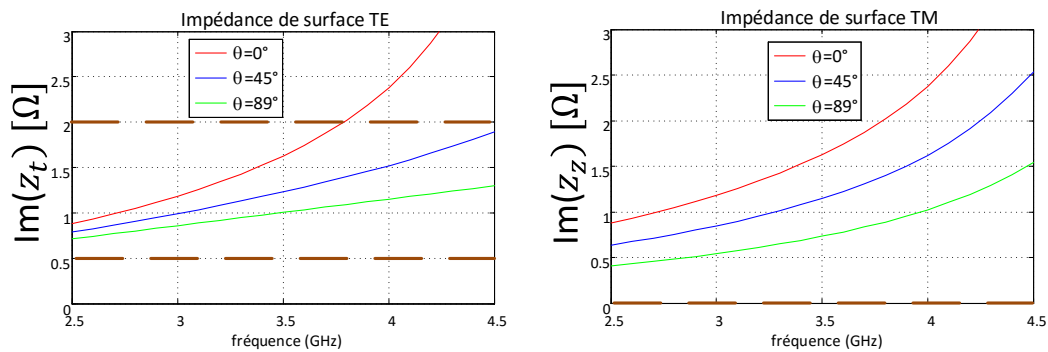 Impédance de surface TE
Im(z_t) [Ω]
3
2.5
2
1.5
1
0.5
0
θ=0°
θ=45°
θ=89°
2.5
3
3.5
4
4.5
fréquence (GHz)
Impédance de surface TM
Im(z_z) [Ω]
3
2.5
2
1.5
1
0.5
0
θ=0°
θ=45°
θ=89°
2.5
3
3.5
4
4.5
fréquence (GHz)